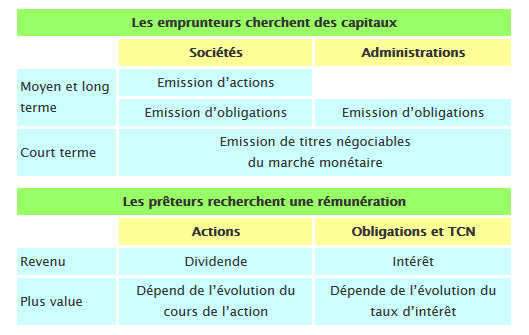 Les emprunteurs cherchent des capitaux
Sociétés Administrations
Moyen et long
terme
Emission d'actions
Emission d'obligations Emission d'obligations
Court terme
Emission de titres négociables
du marché monétaire
Les prêteurs recherchent une rémunération
Actions Obligations et TCN
Revenu Dividende Intérêt
Plus value
Dépend de l'évolution du
cours de l'action
Dépende de l'évolution du
taux d'intérêt